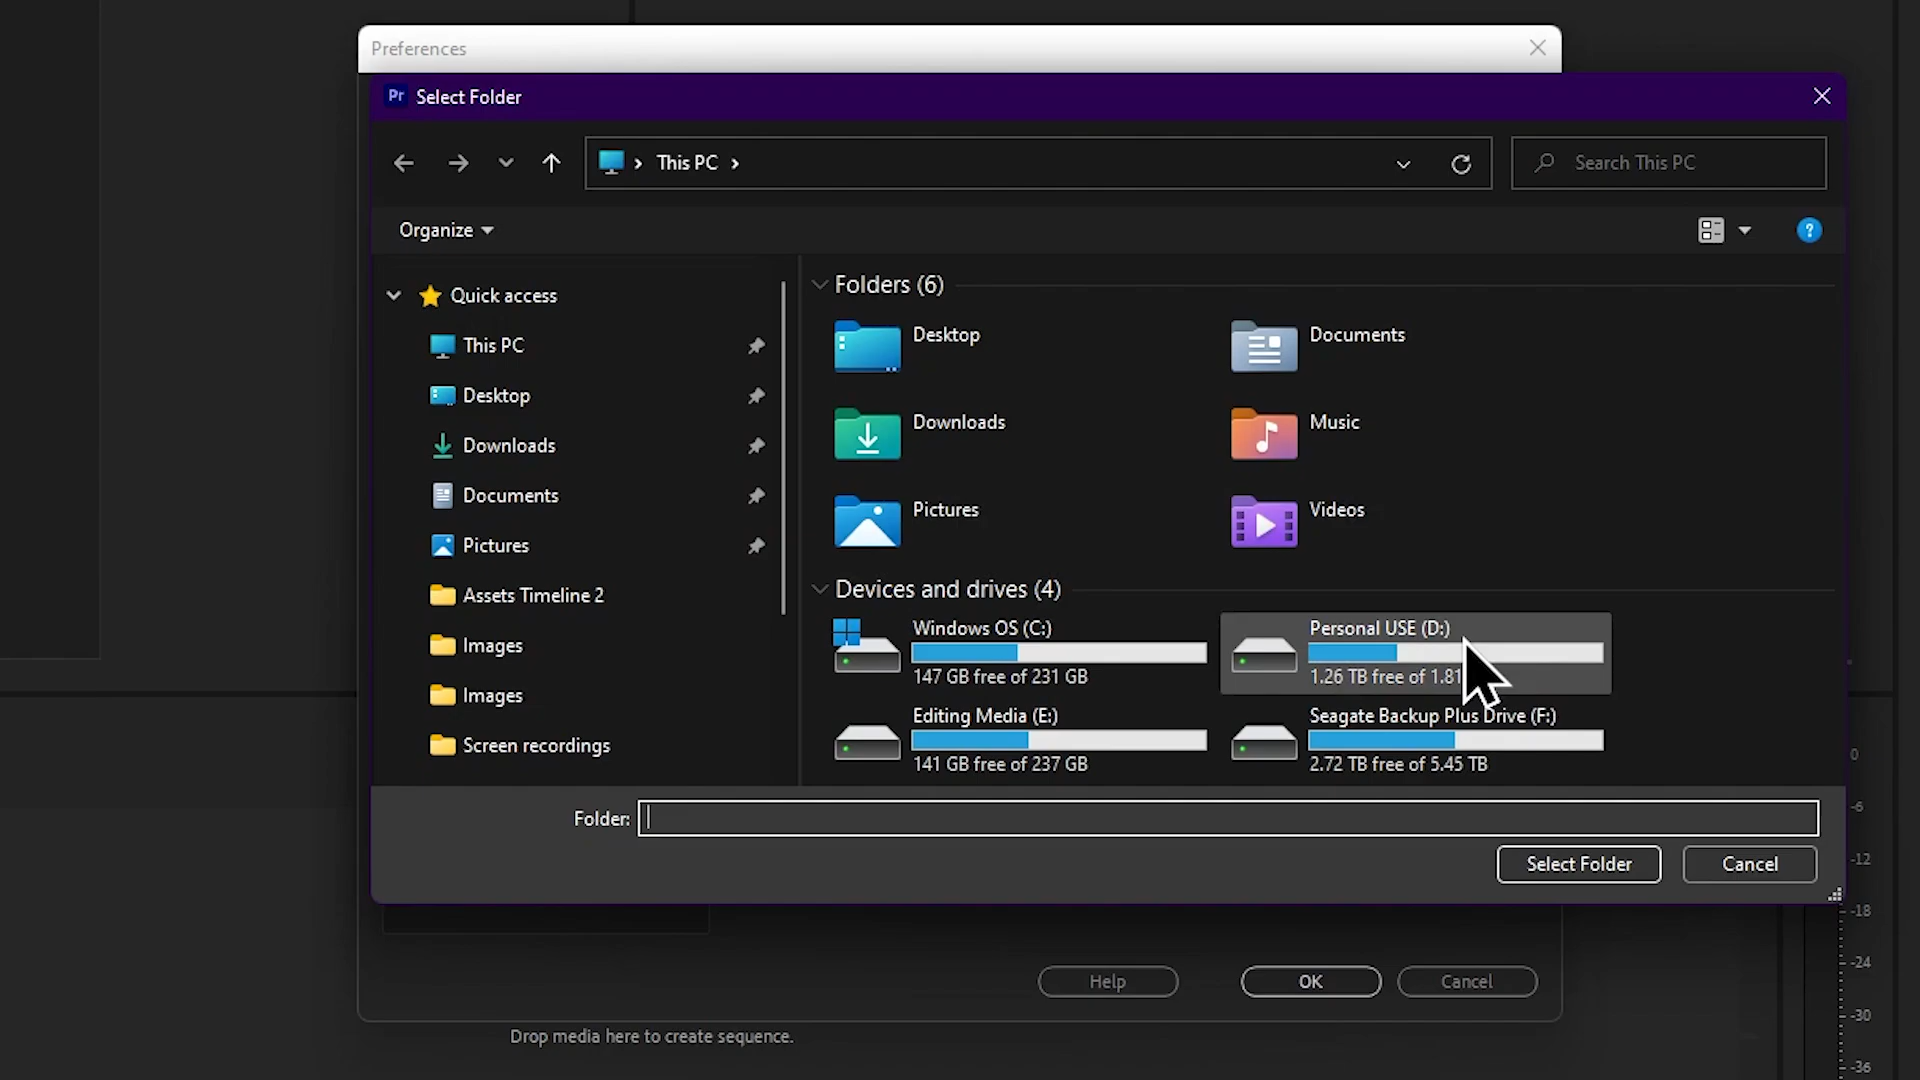 Preferences
Pr Select Folder
This PC
Search This PC
Organize
?
Quick access
This PC
Desktop
Downloads
Documents
Pictures
Assets Timeline 2
Images
Images
Screen recordings
Folders (6)
Desktop
Documents
Downloads
Music
Pictures
Videos
Devices and drives (4)
Windows OS (C:)
147 GB free of 231 GB
Personal USE (D:)
1.26 TB free of 1.81
Editing Media (E:)
141 GB free of 237 GB
Seagate Backup Plus Drive (F:)
2.72 TB free of 5.45 TB
Folder:
Select Folder
Cancel
Help
OK
Cancel
Drop media here to create sequence.
0
-6
-12
-18
-24
-30
-36